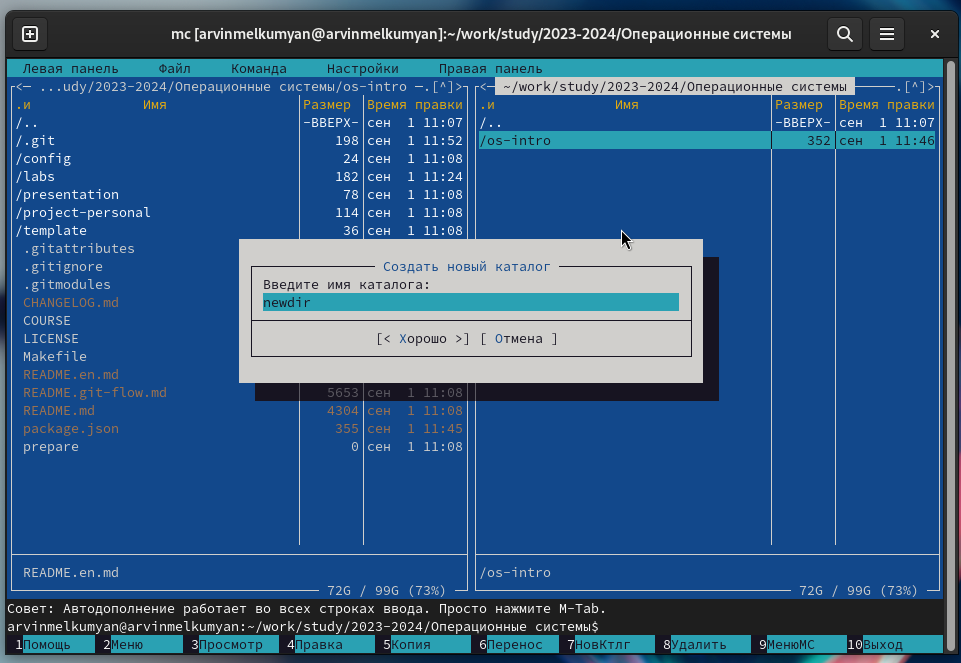 mc [arvinmelkumyan@arvinmelkumyan]:~/work/study/2023-2024/Операционные системы
Левая панель Файл Команда Настройки Правая панель
<─ ...udy/2023-2024/Операционные системы/os-intro ─.[^]> <─ ~/work/study/2023-2024/Операционные системы .[^]>
.и Имя Размер Время правки .и Имя Размер Время правки
/.. -ВВЕРХ- сен 1 11:07 /.. -ВВЕРХ- сен 1 11:07
/.git 198 сен 1 11:52 /os-intro 352 сен 1 11:46
/config 24 сен 1 11:08
/labs 182 сен 1 11:24
/presentation 78 сен 1 11:08
/project-personal 114 сен 1 11:08
/template 36 сен 1 11:08
.gitattributes
.gitignore
.gitmodules
CHANGELOG.md
COURSE
LICENSE
Makefile
README.en.md
README.git-flow.md 5653 сен 1 11:08
README.md 4304 сен 1 11:08
package.json 355 сен 1 11:45
prepare 0 сен 1 11:08
Создать новый каталог
Введите имя каталога:
newdir
[< Хорошо >] [ Отмена ]
README.en.md /os-intro
72G / 99G (73%) 72G / 99G (73%)
Совет: Автодополнение работает во всех строках ввода. Просто нажмите M-Tab.
arvinmelkumyan@arvinmelkumyan:~/work/study/2023-2024/Операционные системы$
1Помощь 2Меню 3Просмотр 4Правка 5Копия 6Перенос 7НовКтлг 8Удалить 9МенюMC 10Выход